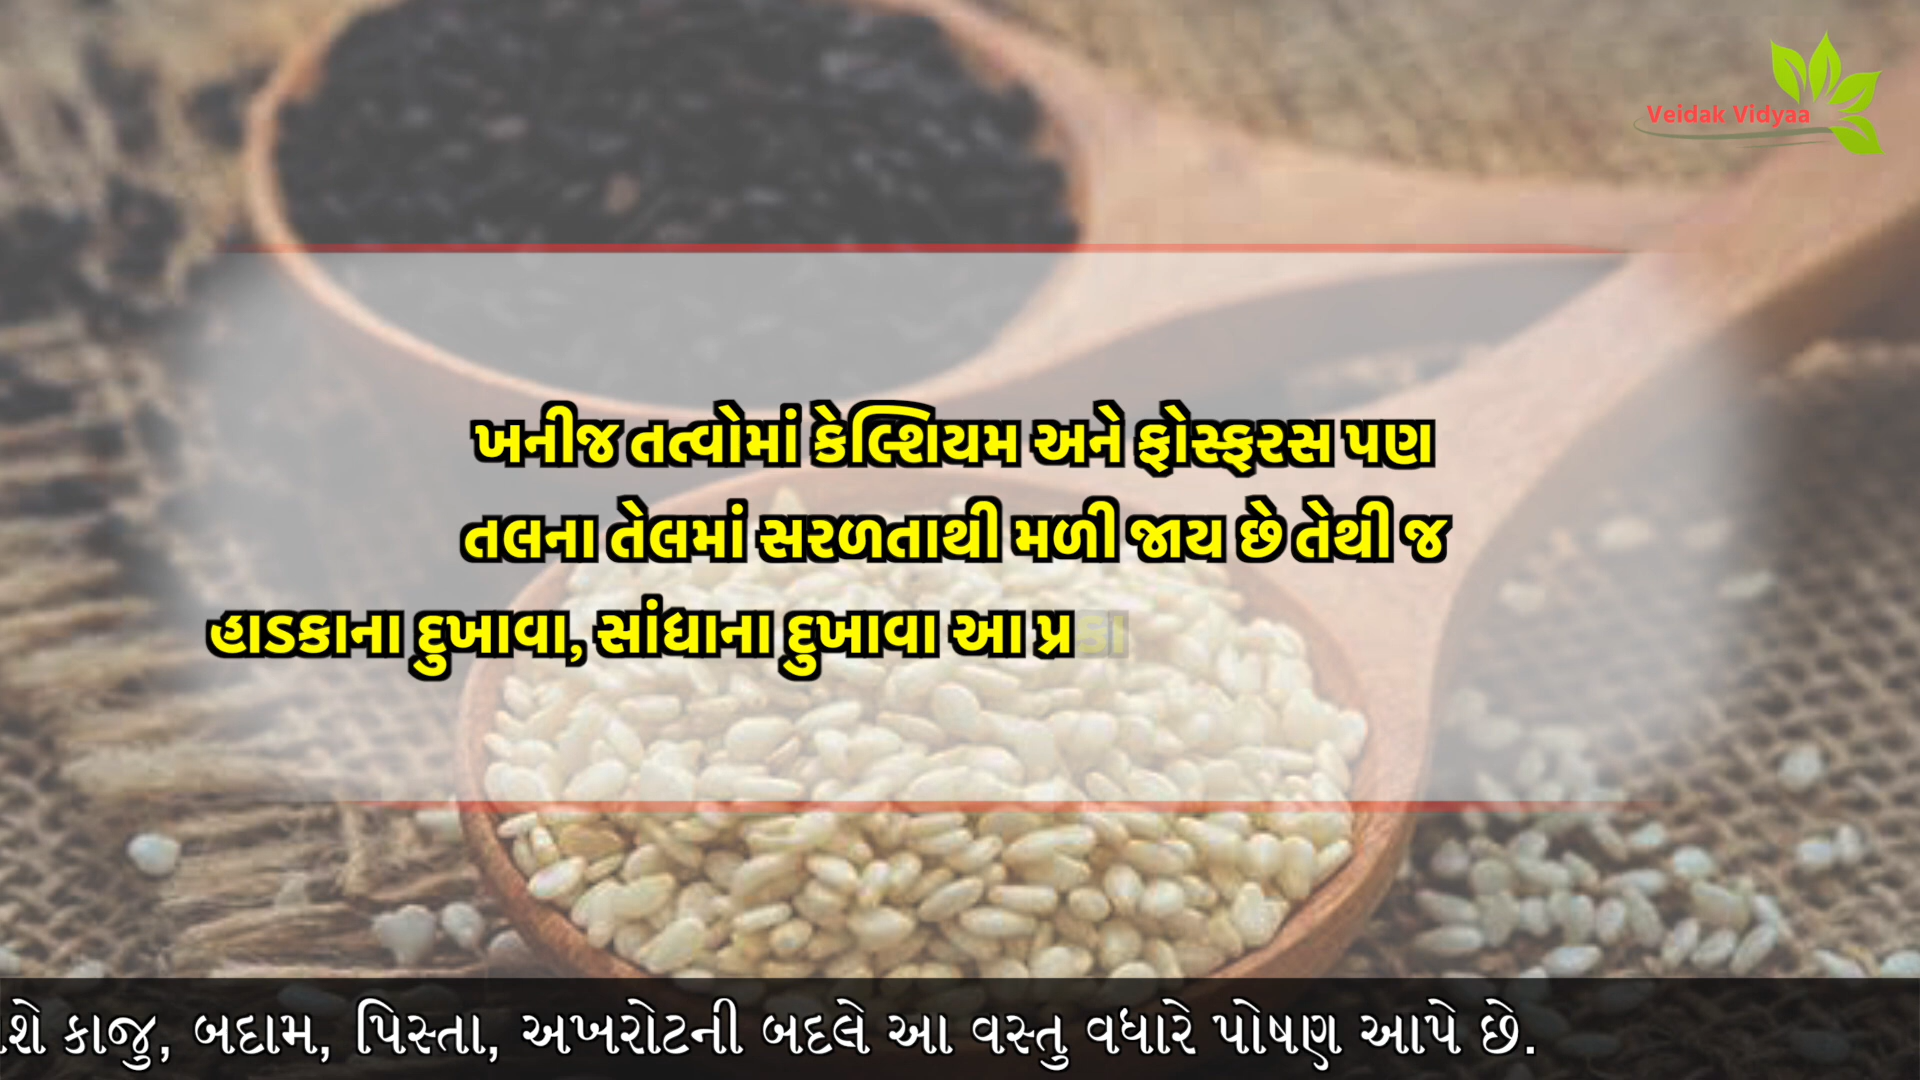 Veidak Vidyaa
ખનીજ તત્વોમાં કેલ્શિયમ અને ફોસ્ફરસ પણ
તલના તેલમાં સરળતાથી મળી જાય છે તેથી જ
હાડકાના દુખાવા, સાંધાના દુખાવા આ પ્રકા
શે કાજુ, બદામ, પિસ્તા, અખરોટની બદલે આ વસ્તુ વધારે પોષણ આપે છે.